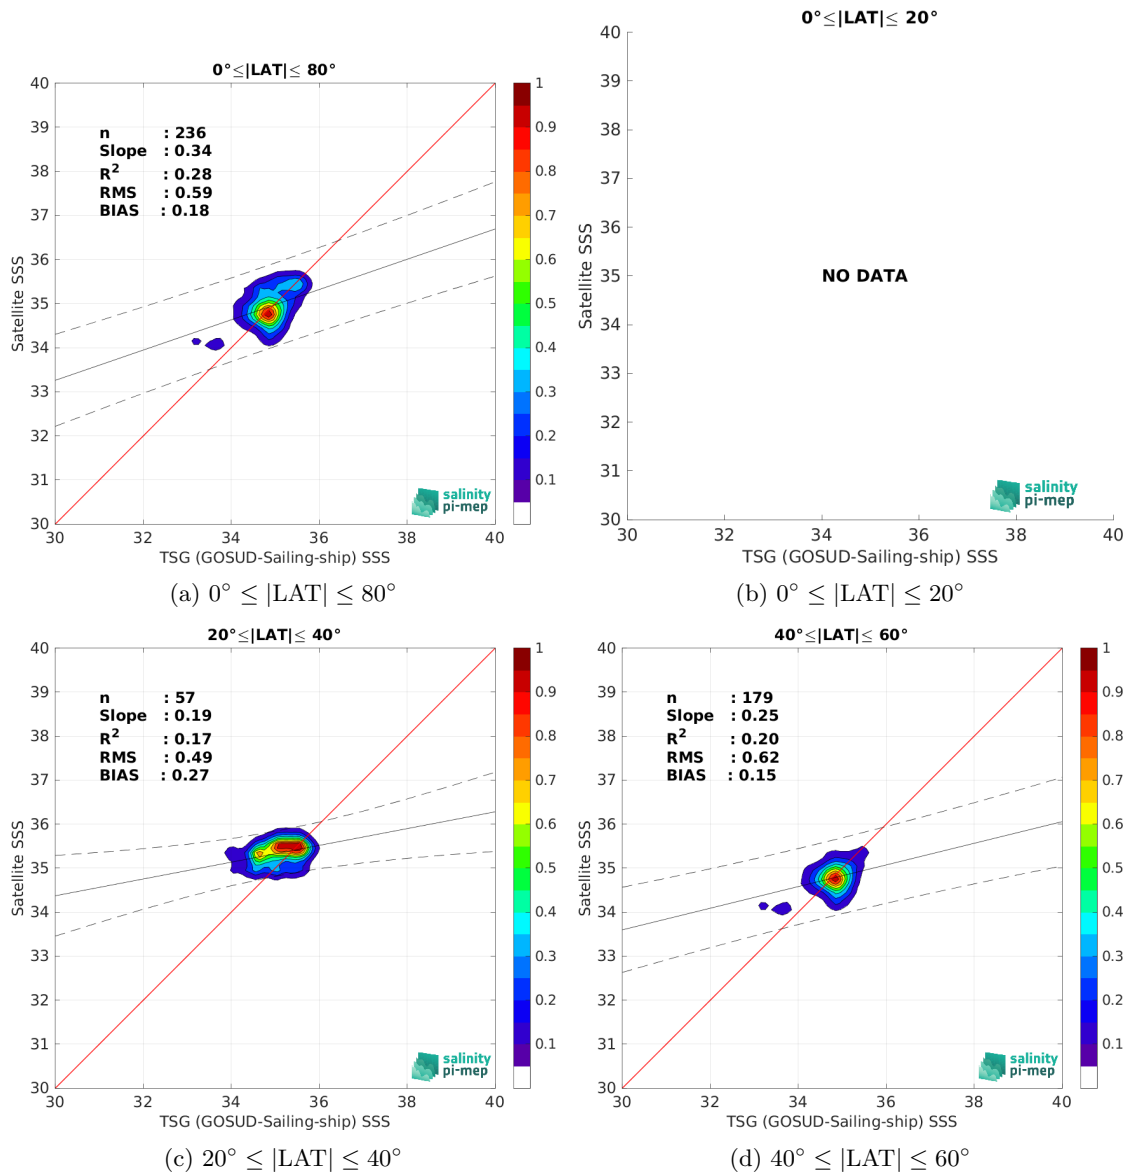 0°≤|LAT|≤ 80°
n : 236
Slope : 0.34
R² : 0.28
RMS : 0.59
BIAS : 0.18
40
39
38
37
36
35
34
33
32
31
30
Satellite SSS
30 32 34 36 38 40
TSG (GOSUD-Sailing-ship) SSS
1
0.9
0.8
0.7
0.6
0.5
0.4
0.3
0.2
0.1
salinity
pi-mep
(a) 0° ≤ |LAT| ≤ 80°
0°≤|LAT|≤ 20°
40
39
38
37
36
35
34
33
32
31
30
Satellite SSS
NO DATA
30 32 34 36 38 40
TSG (GOSUD-Sailing-ship) SSS
salinity
pi-mep
(b) 0° ≤ |LAT| ≤ 20°
20°≤|LAT|≤ 40°
n : 57
Slope : 0.19
R² : 0.17
RMS : 0.49
BIAS : 0.27
40
39
38
37
36
35
34
33
32
31
30
Satellite SSS
30 32 34 36 38 40
TSG (GOSUD-Sailing-ship) SSS
1
0.9
0.8
0.7
0.6
0.5
0.4
0.3
0.2
0.1
salinity
pi-mep
(c) 20° ≤ |LAT| ≤ 40°
40°≤|LAT|≤ 60°
n : 179
Slope : 0.25
R² : 0.20
RMS : 0.62
BIAS : 0.15
40
39
38
37
36
35
34
33
32
31
30
Satellite SSS
30 32 34 36 38 40
TSG (GOSUD-Sailing-ship) SSS
1
0.9
0.8
0.7
0.6
0.5
0.4
0.3
0.2
0.1
salinity
pi-mep
(d) 40° ≤ |LAT| ≤ 60°